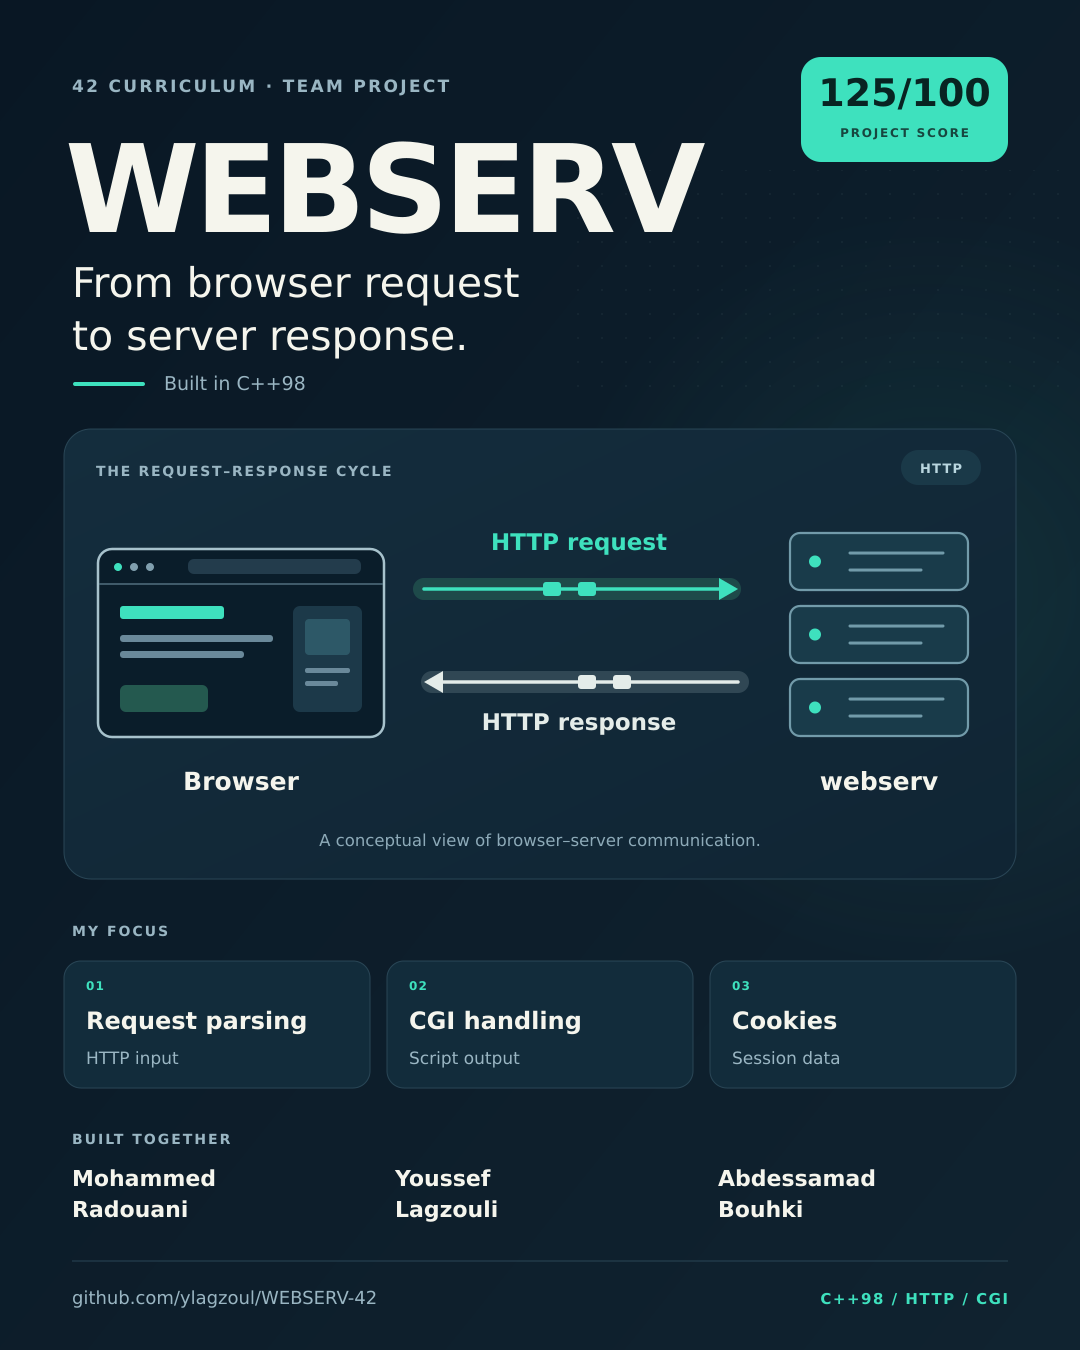 42 CURRICULUM · TEAM PROJECT
125/100
PROJECT SCORE
WEBSERV
From browser request
to server response.
Built in C++98
THE REQUEST–RESPONSE CYCLE
HTTP
HTTP request
HTTP response
Browser
webserv
A conceptual view of browser–server communication.
MY FOCUS
01
Request parsing
HTTP input
02
CGI handling
Script output
03
Cookies
Session data
BUILT TOGETHER
Mohammed
Radouani
Youssef
Lagzouli
Abdessamad
Bouhki
github.com/ylagzoul/WEBSERV-42
C++98 / HTTP / CGI